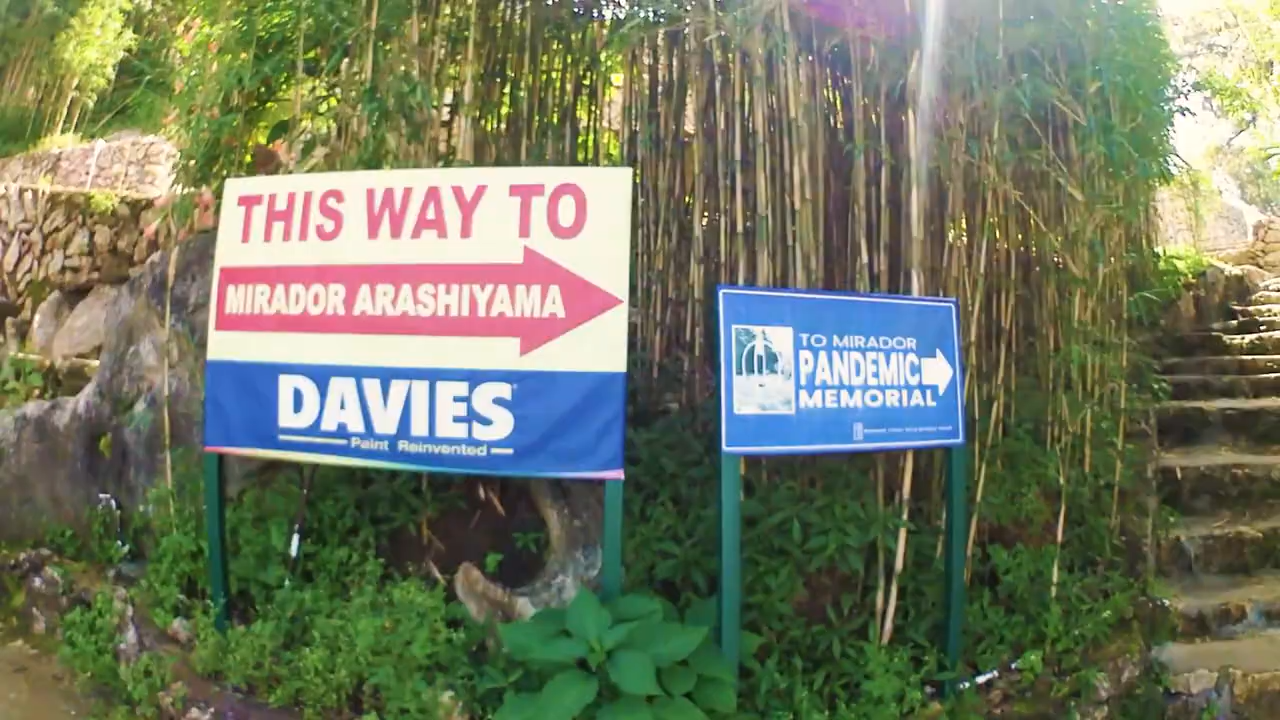 THIS WAY TO
MIRADOR ARASHIYAMA
DAVIES
Paint Reinvented
TO MIRADOR
PANDEMIC
MEMORIAL